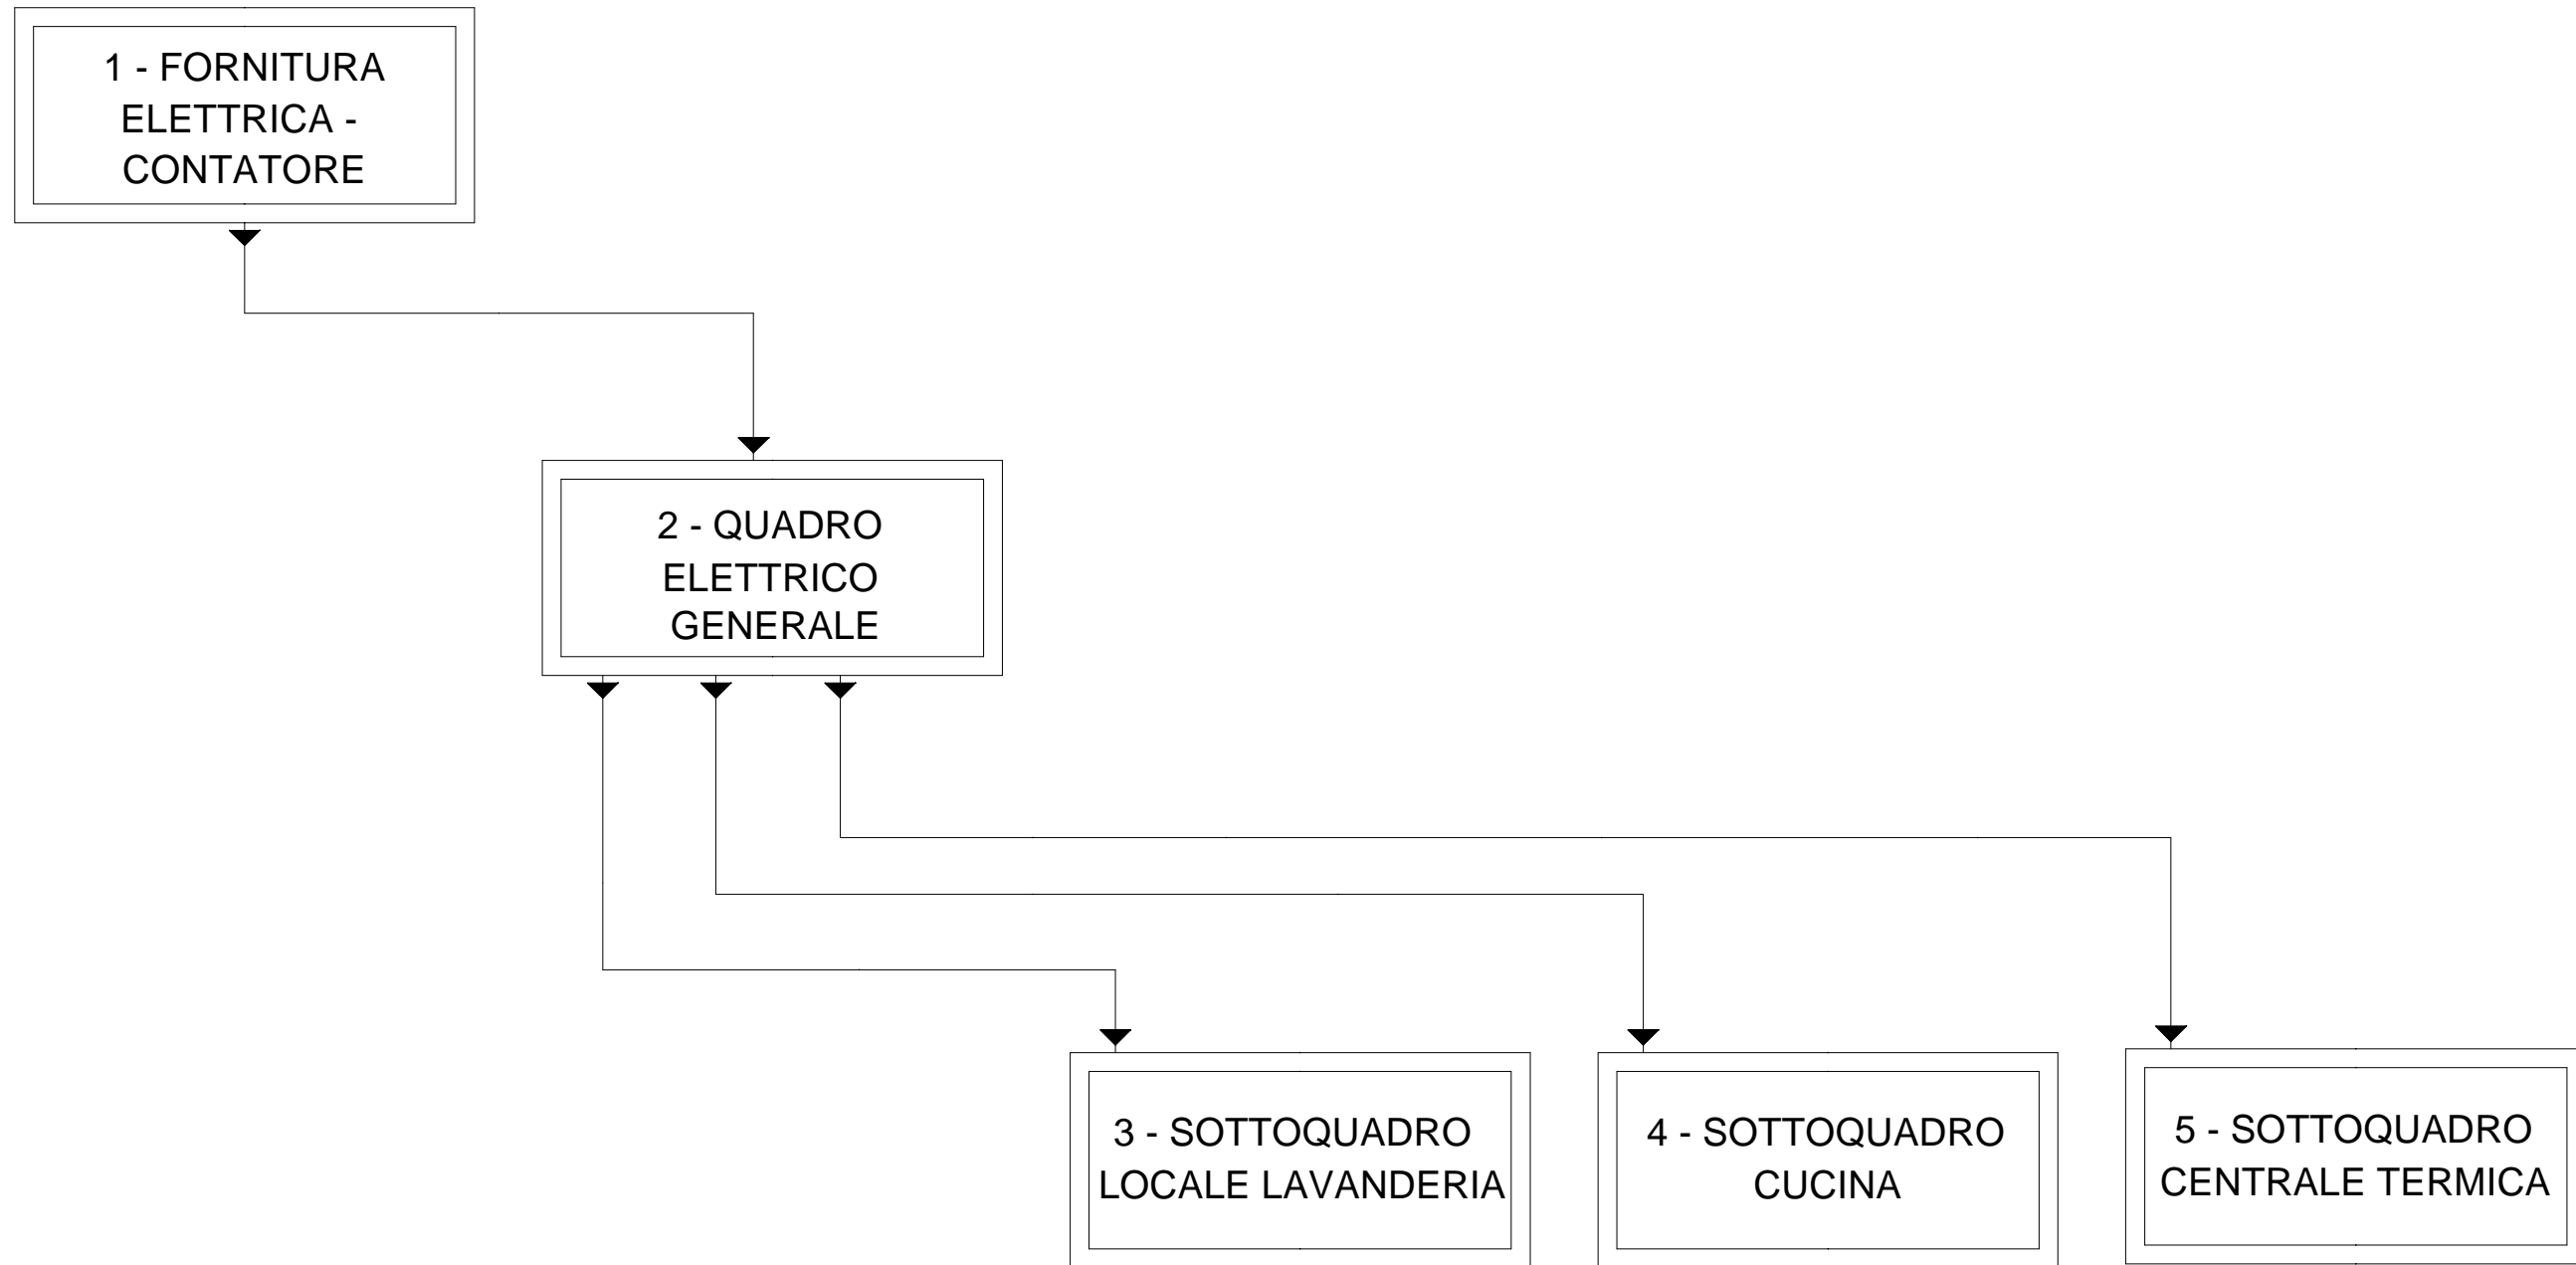 1 - FORNITURA
ELETTRICA -
CONTATORE
2 - QUADRO
ELETTRICO
GENERALE
3 - SOTTOQUADRO
LOCALE LAVANDERIA
4 - SOTTOQUADRO
CUCINA
5 - SOTTOQUADRO
CENTRALE TERMICA